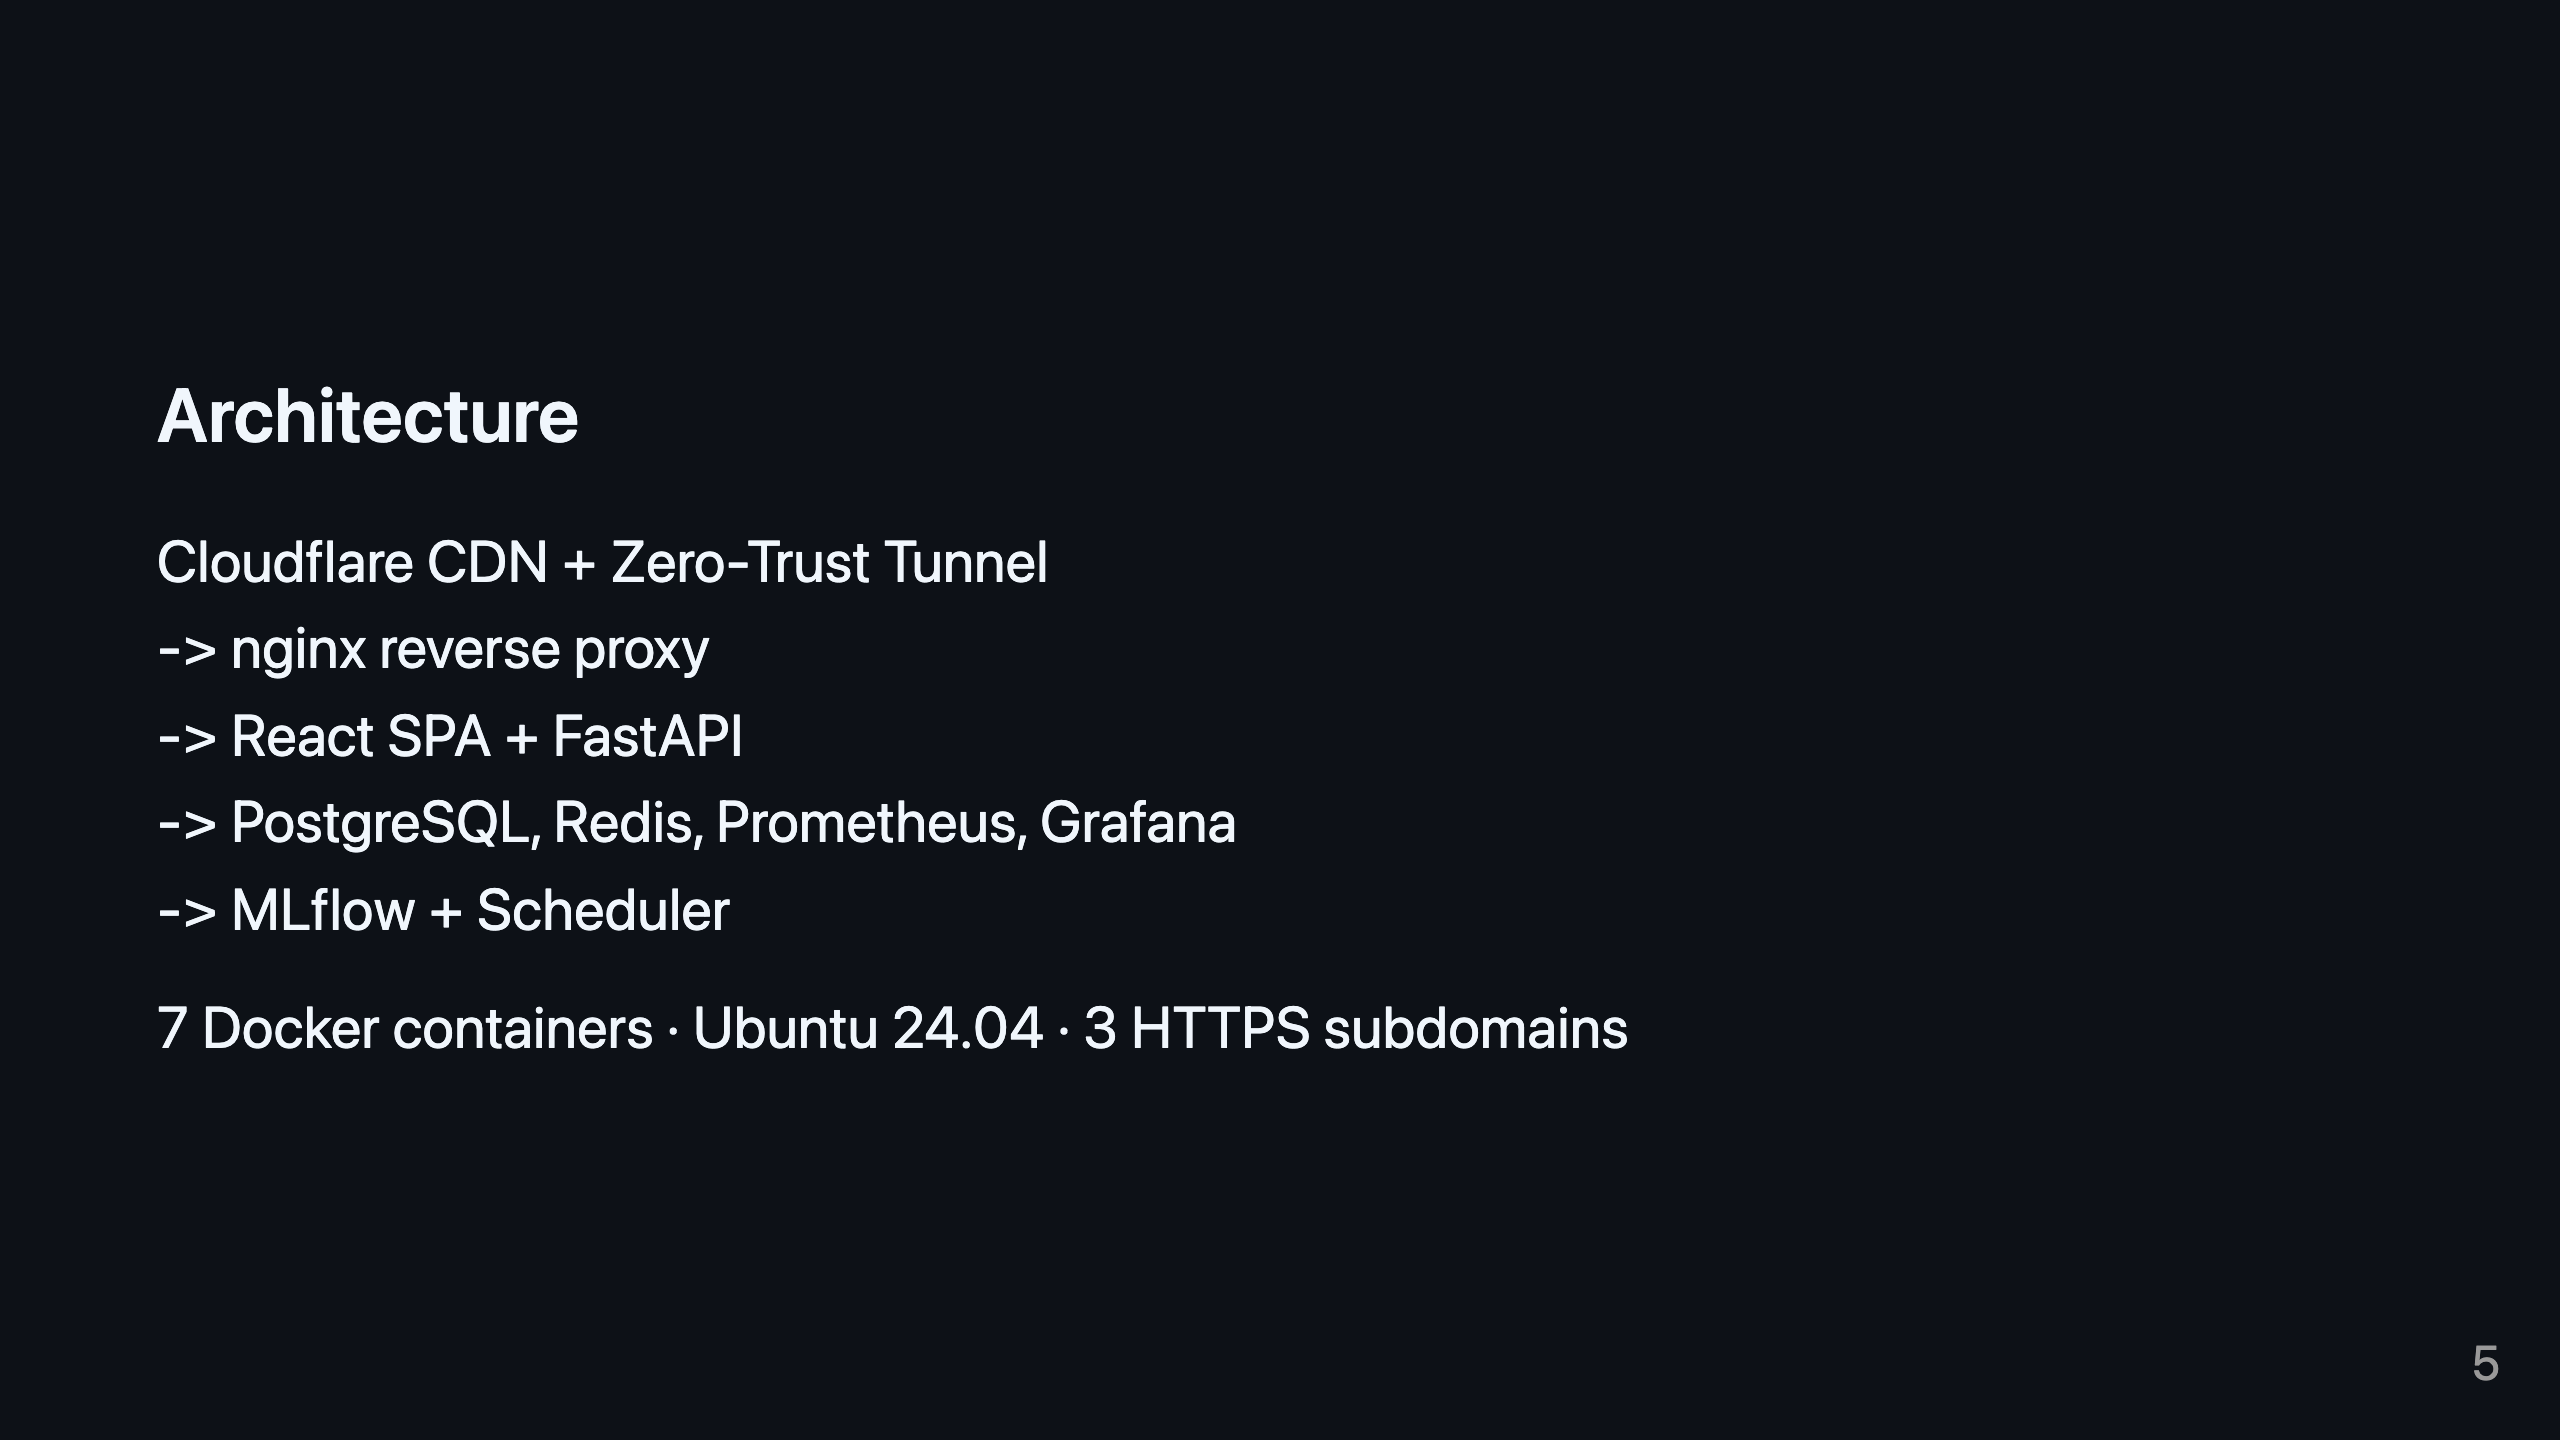 Architecture
Cloudflare CDN + Zero-Trust Tunnel
-> nginx reverse proxy
-> React SPA + FastAPI
-> PostgreSQL, Redis, Prometheus, Grafana
-> MLflow + Scheduler
7 Docker containers · Ubuntu 24.04 · 3 HTTPS subdomains
5